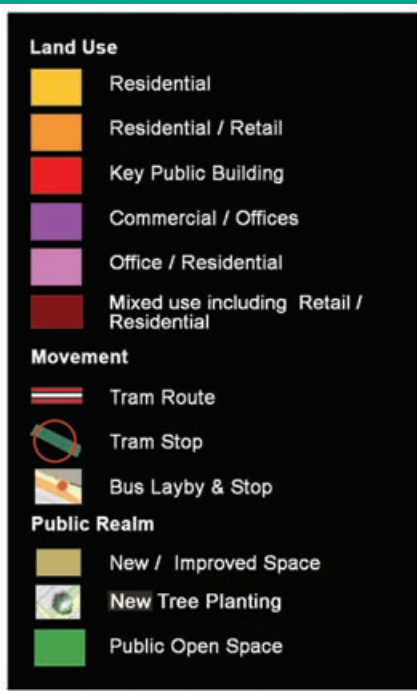 Land Use
Residential
Residential / Retail
Key Public Building
Commercial / Offices
Office / Residential
Mixed use including Retail /
Residential
Movement
Tram Route
Tram Stop
Bus Layby & Stop
Public Realm
New / Improved Space
New Tree Planting
Public Open Space